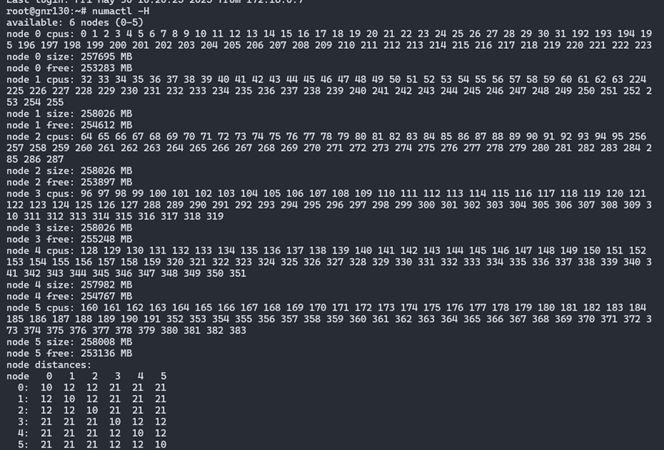 root@gnr130:~# numactl -H
available: 6 nodes (0-5)
node 0 cpus: 0 1 2 3 4 5 6 7 8 9 10 11 12 13 14 15 16 17 18 19 20 21 22 23 24 25 26 27 28 29 30 31 192 193 194 19
5 196 197 198 199 200 201 202 203 204 205 206 207 208 209 210 211 212 213 214 215 216 217 218 219 220 221 222 223
node 0 size: 257695 MB
node 0 free: 253283 MB
node 1 cpus: 32 33 34 35 36 37 38 39 40 41 42 43 44 45 46 47 48 49 50 51 52 53 54 55 56 57 58 59 60 61 62 63 224
225 226 227 228 229 230 231 232 233 234 235 236 237 238 239 240 241 242 243 244 245 246 247 248 249 250 251 252 2
53 254 255
node 1 size: 258026 MB
node 1 free: 254612 MB
node 2 cpus: 64 65 66 67 68 69 70 71 72 73 74 75 76 77 78 79 80 81 82 83 84 85 86 87 88 89 90 91 92 93 94 95 256
257 258 259 260 261 262 263 264 265 266 267 268 269 270 271 272 273 274 275 276 277 278 279 280 281 282 283 284 2
85 286 287
node 2 size: 258026 MB
node 2 free: 253897 MB
node 3 cpus: 96 97 98 99 100 101 102 103 104 105 106 107 108 109 110 111 112 113 114 115 116 117 118 119 120 121
122 123 124 125 126 127 288 289 290 291 292 293 294 295 296 297 298 299 300 301 302 303 304 305 306 307 308 309 3
10 311 312 313 314 315 316 317 318 319
node 3 size: 258026 MB
node 3 free: 255248 MB
node 4 cpus: 128 129 130 131 132 133 134 135 136 137 138 139 140 141 142 143 144 145 146 147 148 149 150 151 152
153 154 155 156 157 158 159 320 321 322 323 324 325 326 327 328 329 330 331 332 333 334 335 336 337 338 339 340 3
41 342 343 344 345 346 347 348 349 350 351
node 4 size: 257982 MB
node 4 free: 254767 MB
node 5 cpus: 160 161 162 163 164 165 166 167 168 169 170 171 172 173 174 175 176 177 178 179 180 181 182 183 184
185 186 187 188 189 190 191 352 353 354 355 356 357 358 359 360 361 362 363 364 365 366 367 368 369 370 371 372 3
73 374 375 376 377 378 379 380 381 382 383
node 5 size: 258008 MB
node 5 free: 253136 MB
node distances:
node 0 1 2 3 4 5
0: 10 12 12 21 21 21
1: 12 10 12 21 21 21
2: 12 12 10 21 21 21
3: 21 21 21 10 12 12
4: 21 21 21 12 10 12
5: 21 21 21 12 12 10